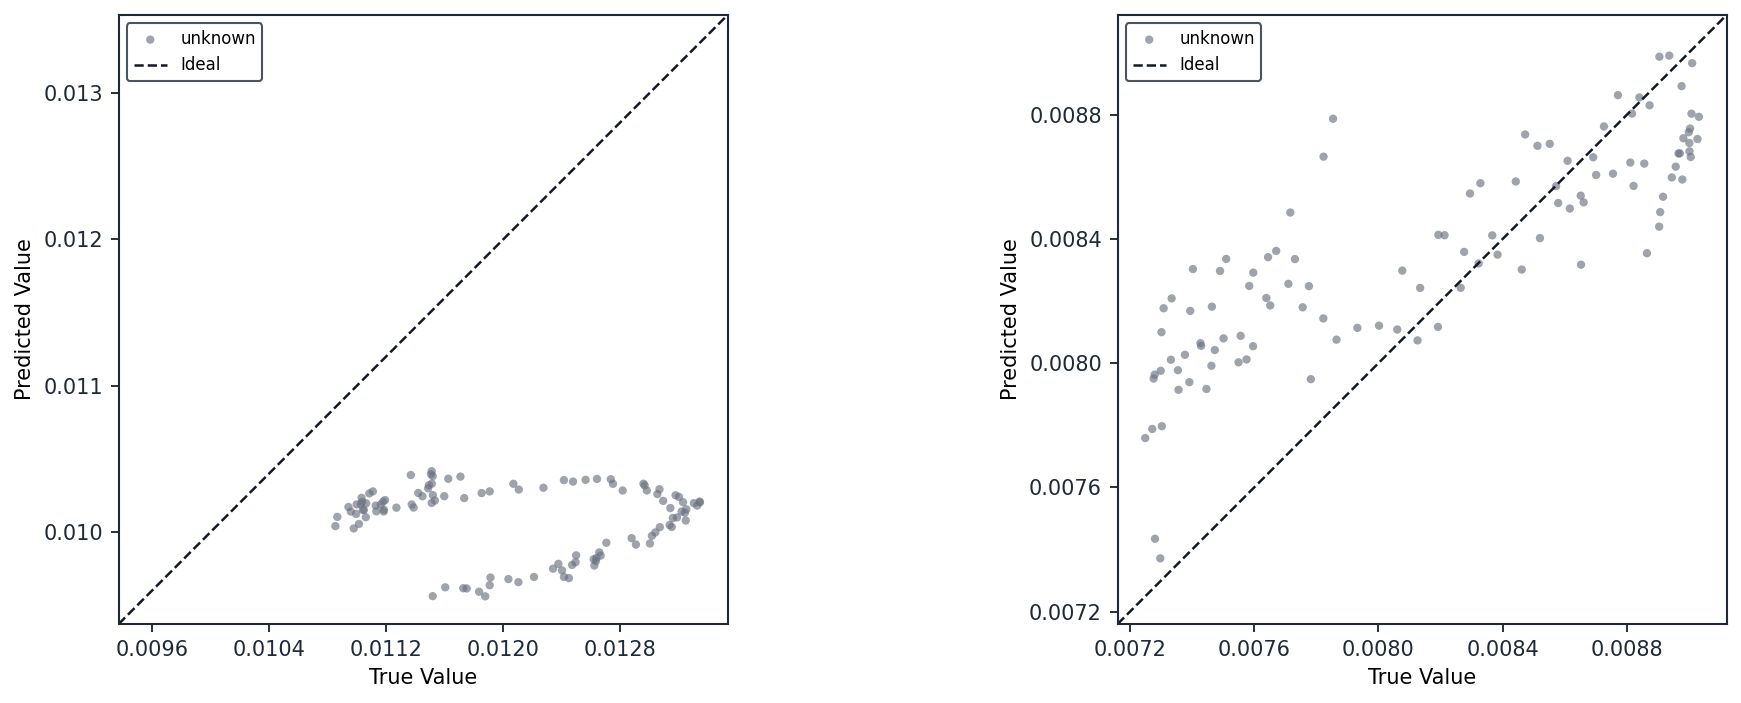 unknown
Ideal
0.013
0.012
0.011
0.010
Predicted Value
0.0096 0.0104 0.0112 0.0120 0.0128
True Value
unknown
Ideal
0.0088
0.0084
0.0080
0.0076
0.0072
Predicted Value
0.0072 0.0076 0.0080 0.0084 0.0088
True Value